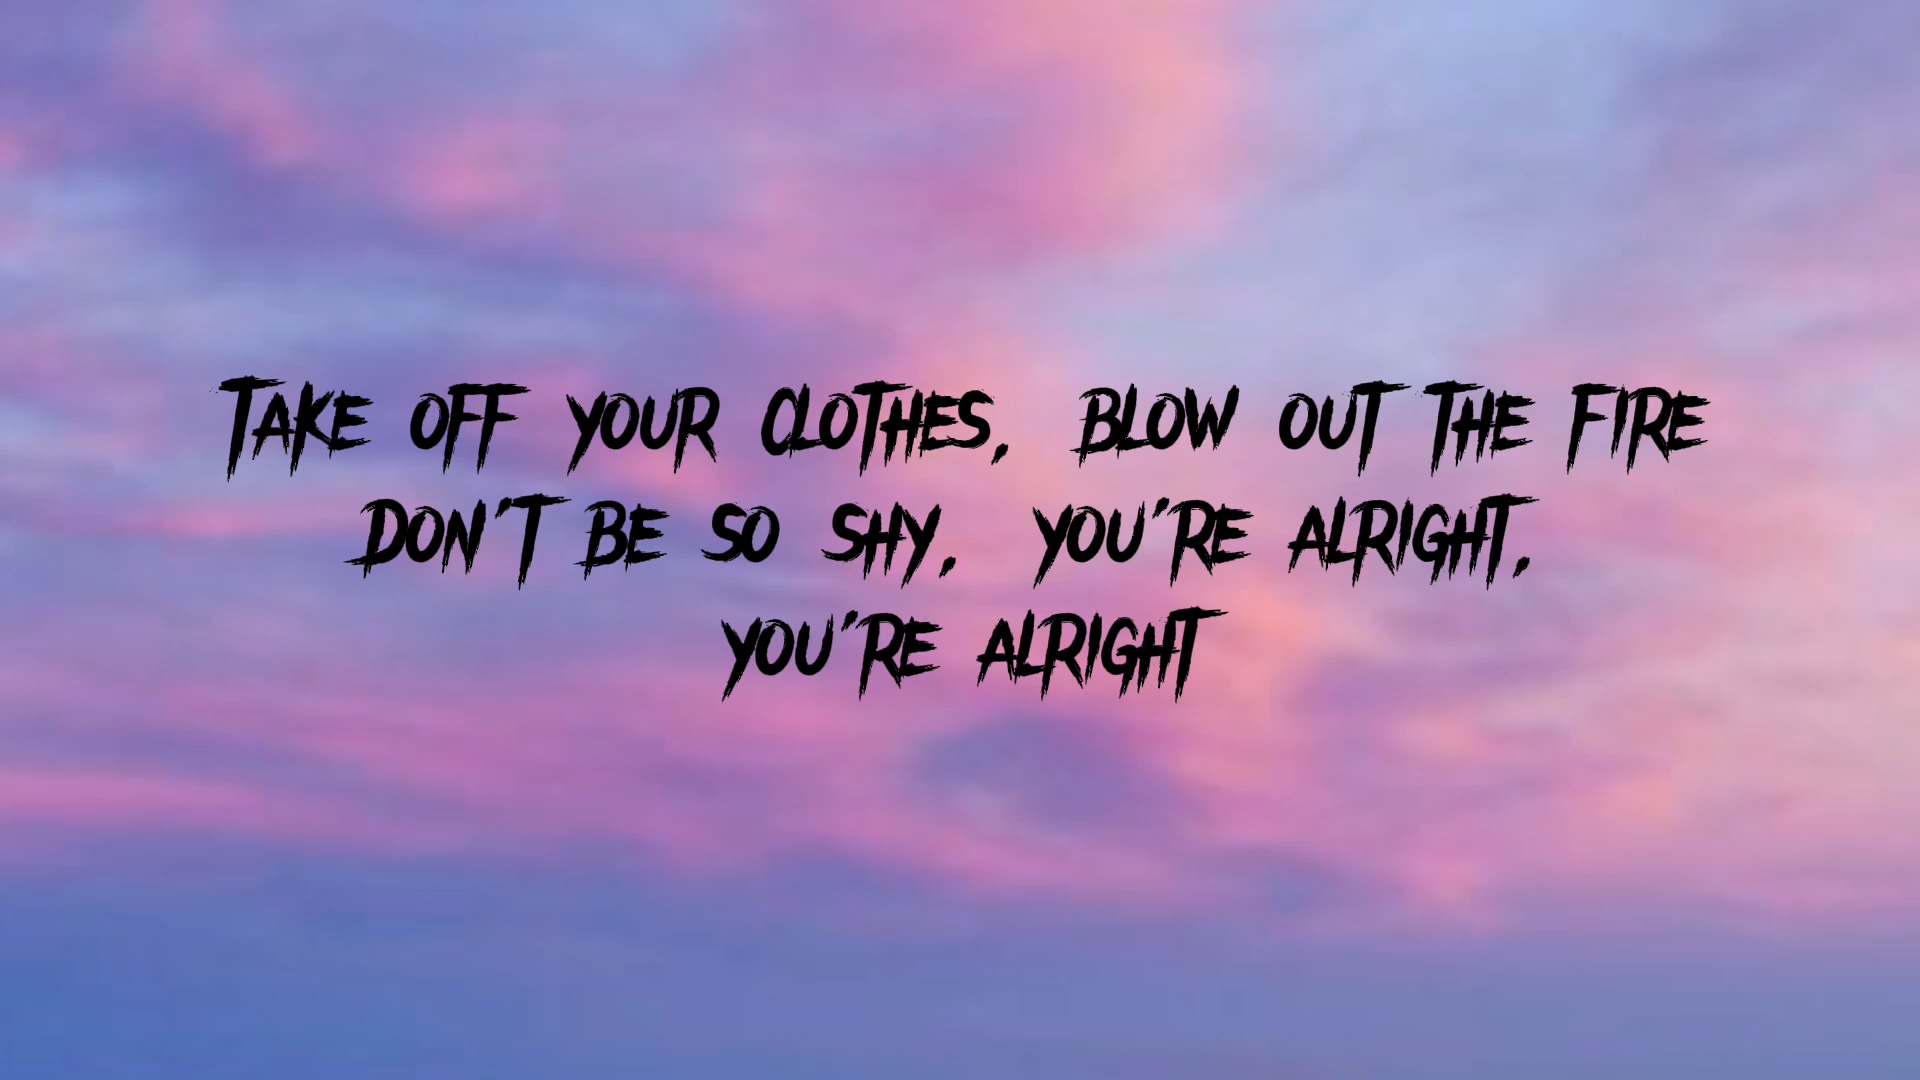 TAKE OFF YOUR CLOTHES, BLOW OUT THE FIRE
DON'T BE SO SHY, YOU'RE ALRIGHT,
YOU'RE ALRIGHT